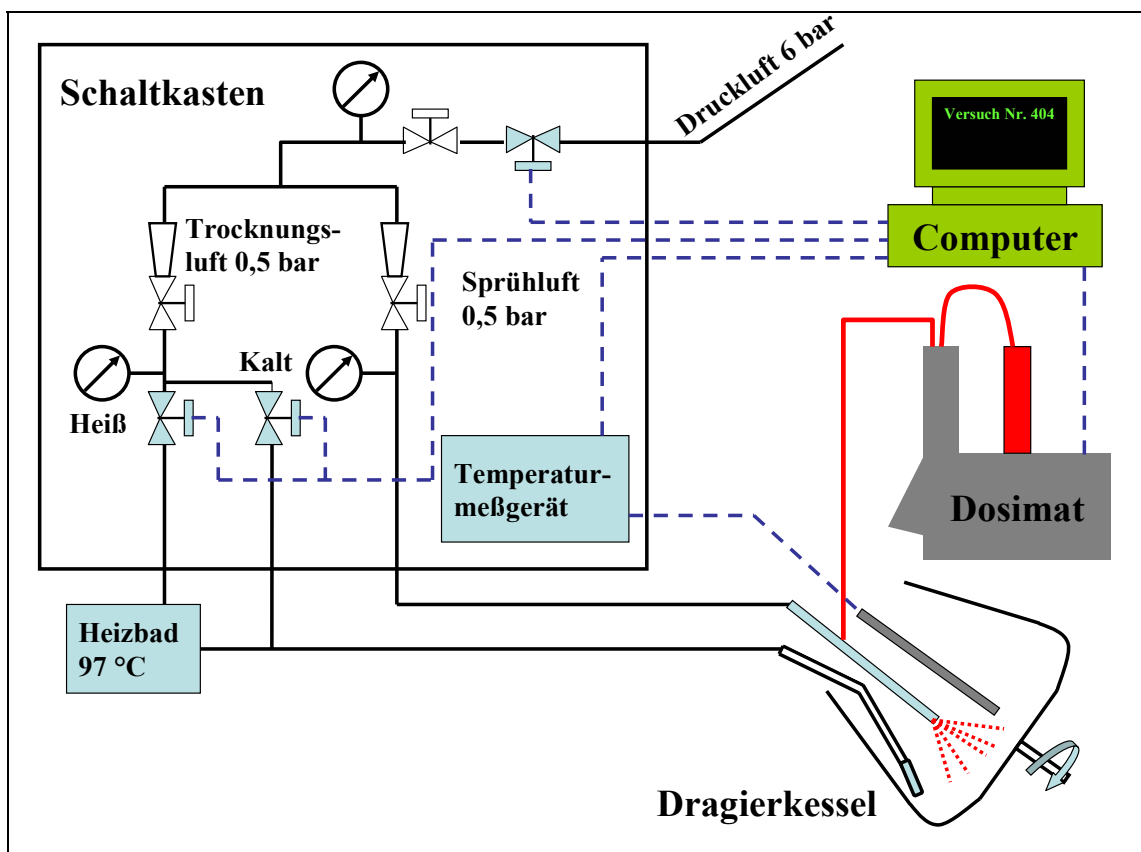 Schaltkasten
Druckluft 6 bar
Versuch Nr. 404
Computer
Trocknungs-
luft 0,5 bar
Sprühluft
0,5 bar
Kalt
Heiß
Temperatur-
meßgerät
Dosimat
Heizbad
97 °C
Dragierkessel